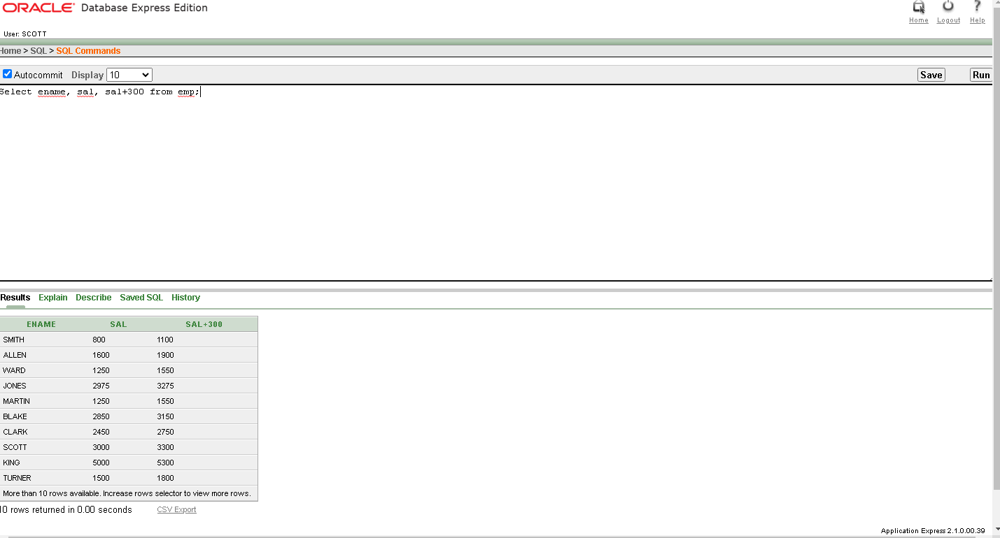 ORACLE® Database Express Edition
Home Logout Help
User: SCOTT
Home > SQL > SQL Commands
Autocommit Display 10 Save Run
Select ename, sal, sal+300 from emp;
Results Explain Describe Saved SQL History
ENAME SAL SAL+300
SMITH 800 1100
ALLEN 1600 1900
WARD 1250 1550
JONES 2975 3275
MARTIN 1250 1550
BLAKE 2850 3150
CLARK 2450 2750
SCOTT 3000 3300
KING 5000 5300
TURNER 1500 1800
More than 10 rows available. Increase rows selector to view more rows.
10 rows returned in 0.00 seconds CSV Export
Application Express 2.1.0.00.39